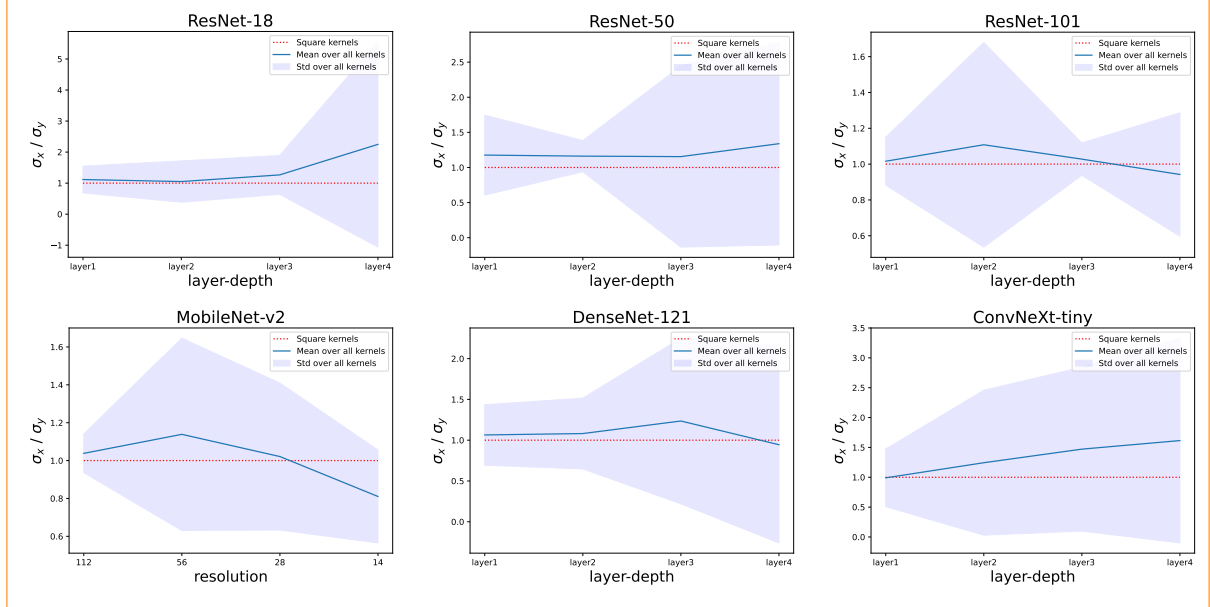 ResNet-18
Square kernels
Mean over all kernels
Std over all kernels
5
4
3
2
1
0
−1
σx / σy
layer1 layer2 layer3 layer4
layer-depth
ResNet-50
Square kernels
Mean over all kernels
Std over all kernels
2.5
2.0
1.5
1.0
0.5
0.0
σx / σy
layer1 layer2 layer3 layer4
layer-depth
ResNet-101
Square kernels
Mean over all kernels
Std over all kernels
1.6
1.4
1.2
1.0
0.8
0.6
σx / σy
layer1 layer2 layer3 layer4
layer-depth
MobileNet-v2
Square kernels
Mean over all kernels
Std over all kernels
1.6
1.4
1.2
1.0
0.8
0.6
σx / σy
112 56 28 14
resolution
DenseNet-121
Square kernels
Mean over all kernels
Std over all kernels
2.0
1.5
1.0
0.5
0.0
σx / σy
layer1 layer2 layer3 layer4
layer-depth
ConvNeXt-tiny
Square kernels
Mean over all kernels
Std over all kernels
3.5
3.0
2.5
2.0
1.5
1.0
0.5
0.0
σx / σy
layer1 layer2 layer3 layer4
layer-depth